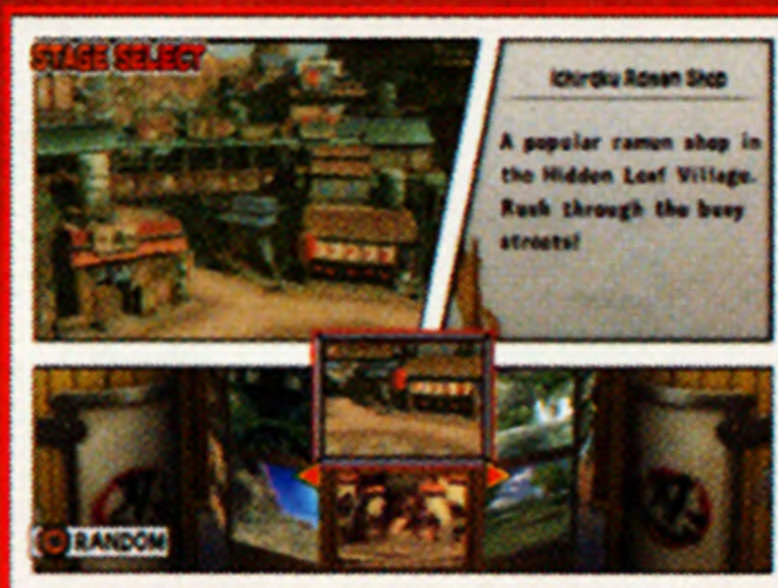 STAGE SELECT
Ichiraku Ramen Shop
A popular ramen shop in
the Hidden Leaf Village.
Rush through the busy
streets!
RANDOM